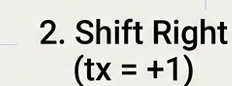 2. Shift Right
(tx = +1)